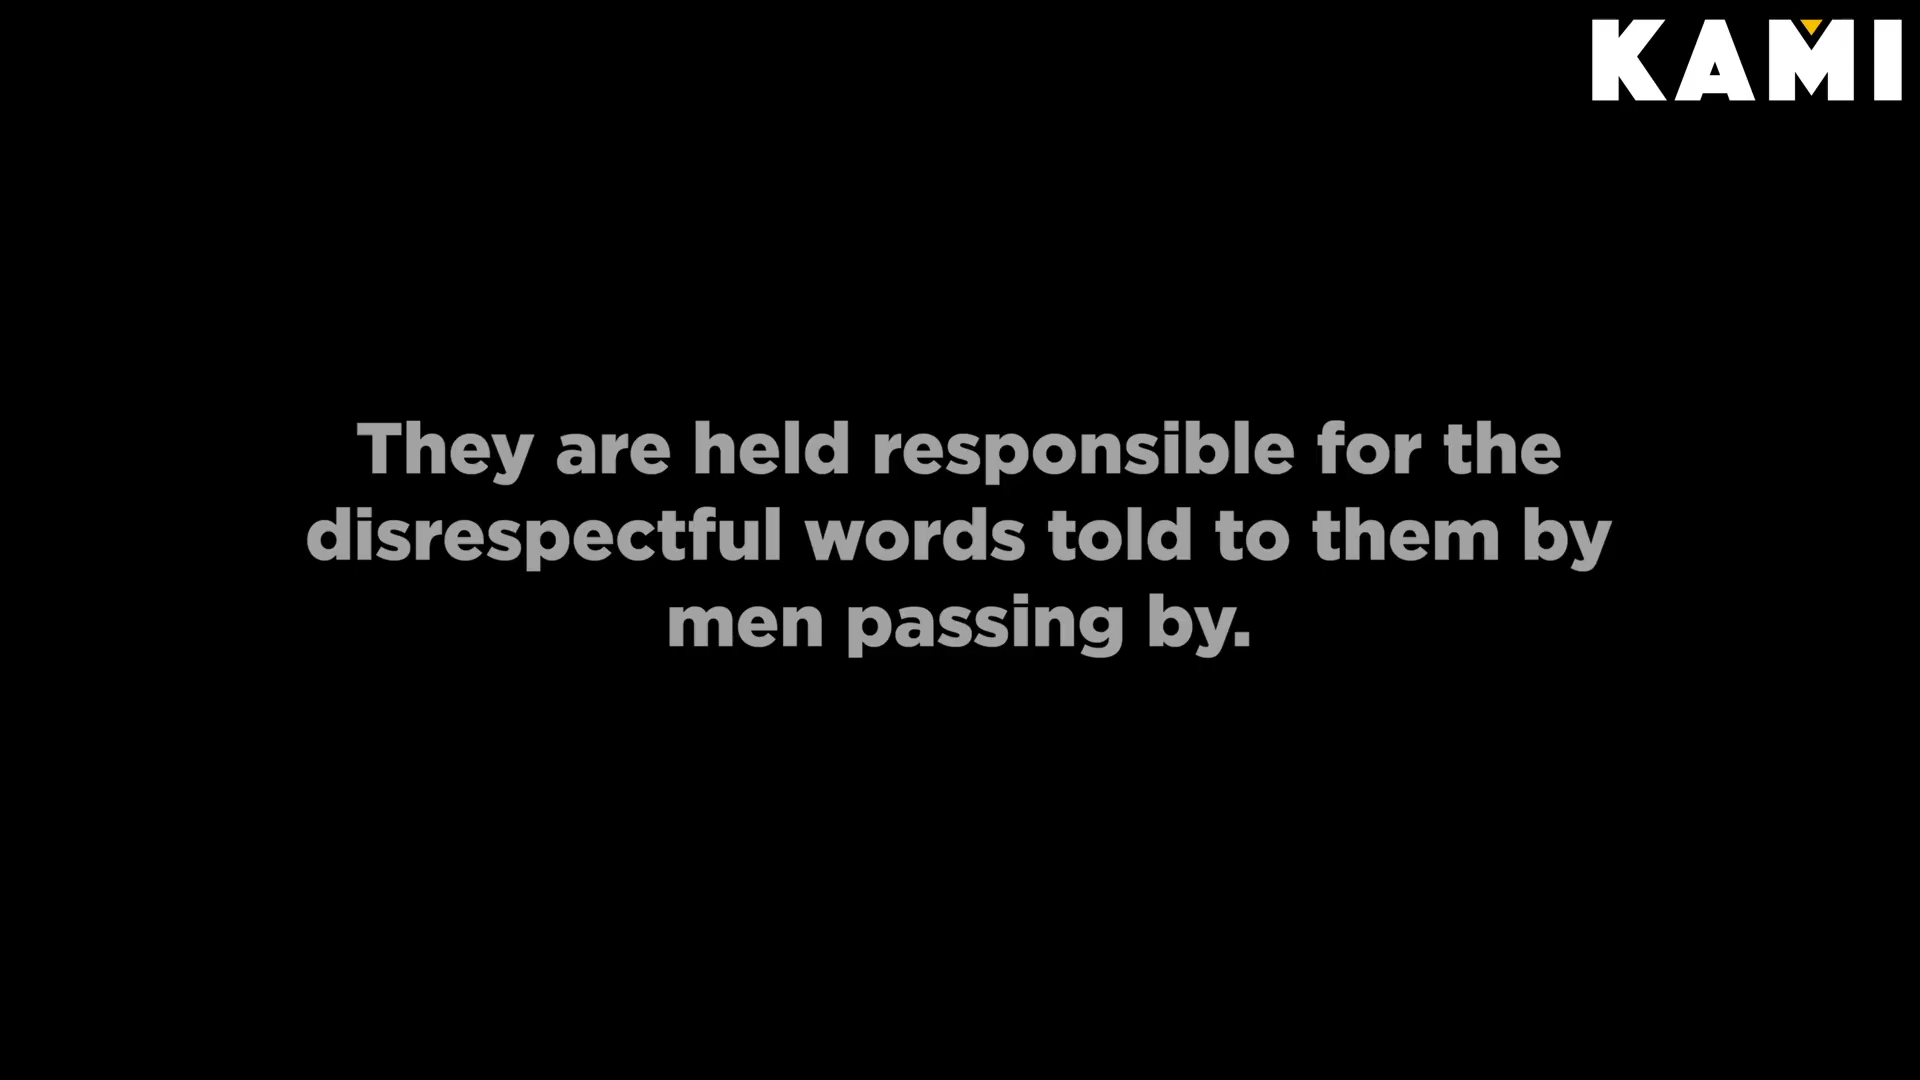 KAMI
They are held responsible for the
disrespectful words told to them by
men passing by.